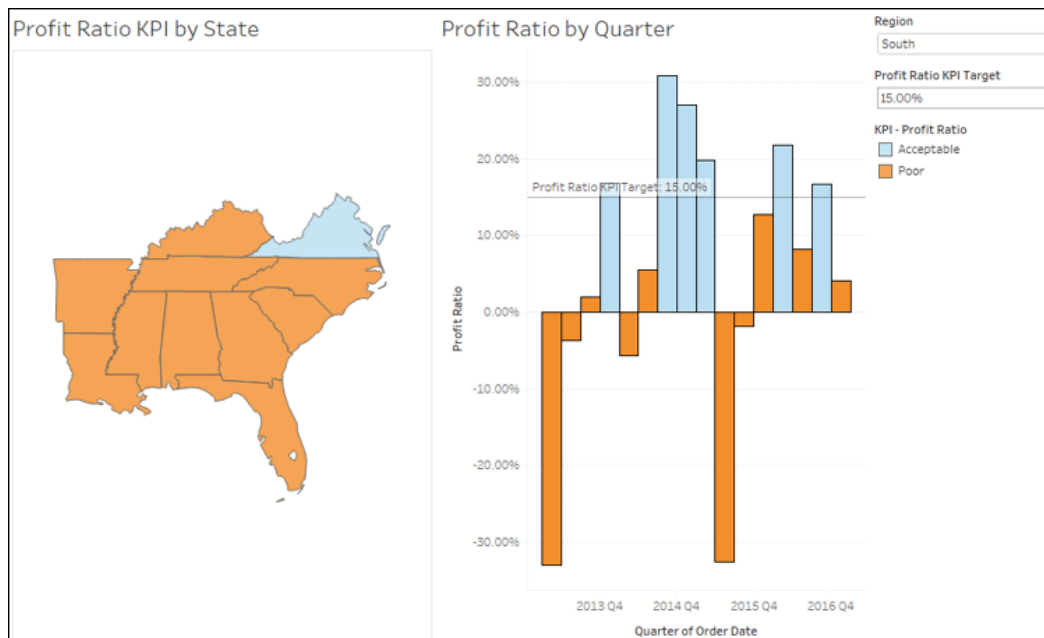 Profit Ratio KPI by State
Profit Ratio by Quarter
30.00%
20.00%
10.00%
0.00%
-10.00%
-20.00%
-30.00%
Profit Ratio
Profit Ratio KPI Target: 15.00%
2013 Q4
2014 Q4
2015 Q4
2016 Q4
Quarter of Order Date
Region
South
Profit Ratio KPI Target
15.00%
KPI - Profit Ratio
Acceptable
Poor